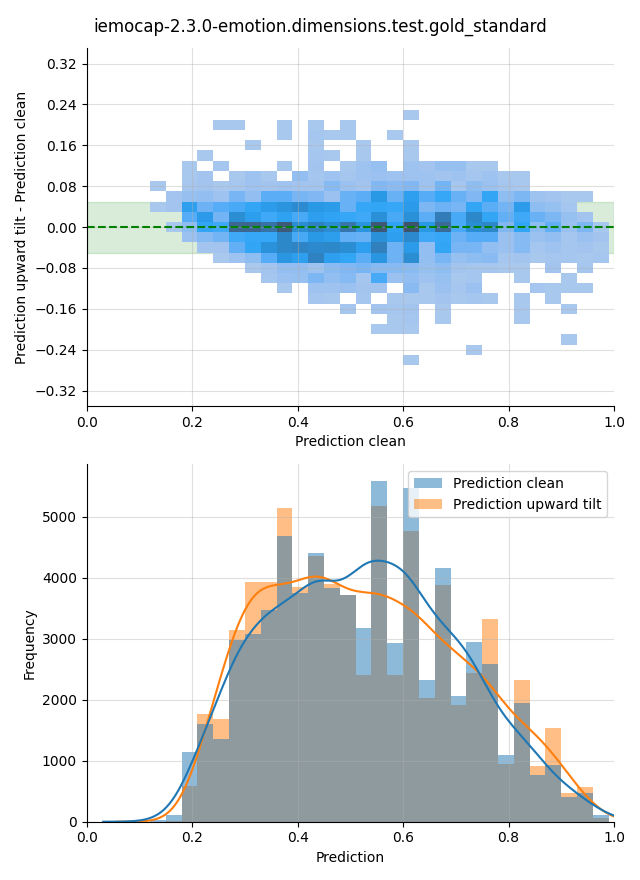 iemocap-2.3.0-emotion.dimensions.test.gold_standard
Prediction upward tilt - Prediction clean
0.32
0.24
0.16
0.08
0.00
−0.08
−0.16
−0.24
−0.32
0.0 0.2 0.4 0.6 0.8 1.0
Prediction clean
Prediction clean
Prediction upward tilt
Frequency
5000
4000
3000
2000
1000
0
0.0 0.2 0.4 0.6 0.8 1.0
Prediction